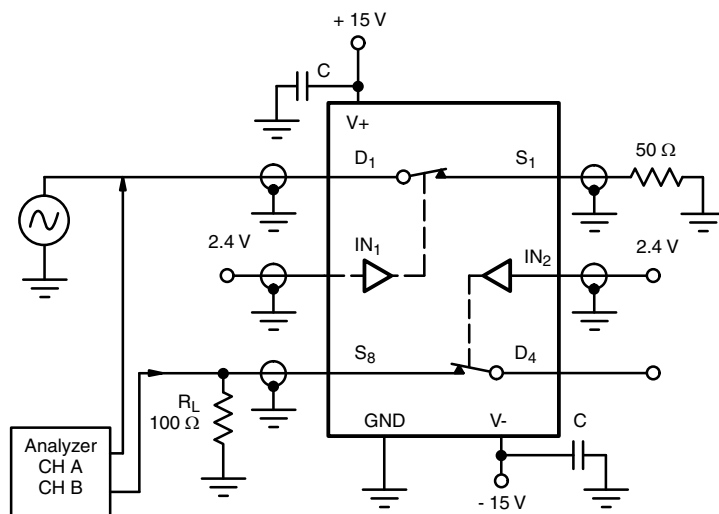 + 15 V
C
V+
D1
S1
50 Ω
2.4 V
IN1
IN2
2.4 V
S8
D4
RL
100 Ω
GND
V-
C
Analyzer
CH A
CH B
- 15 V